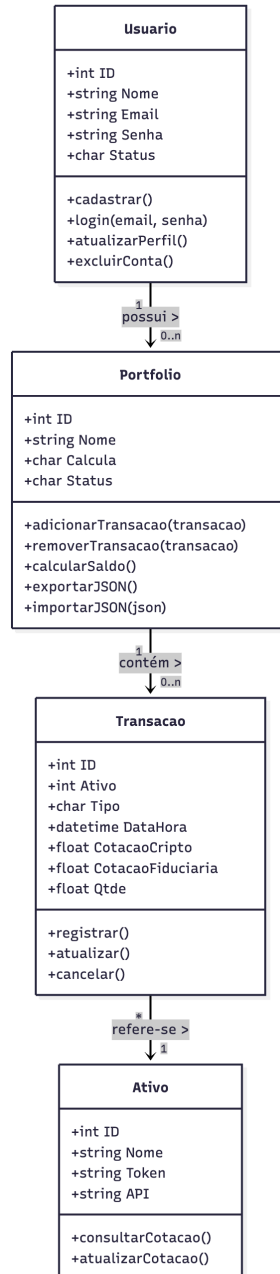 Usuario
+int ID
+string Nome
+string Email
+string Senha
+char Status
+cadastrar()
+login(email, senha)
+atualizarPerfil()
+excluirConta()
1
possui >
0..n
Portfolio
+int ID
+string Nome
+char Calcula
+char Status
+adicionarTransacao(transacao)
+removerTransacao(transacao)
+calcularSaldo()
+exportarJSON()
+importarJSON(json)
1
contém >
0..n
Transacao
+int ID
+int Ativo
+char Tipo
+datetime DataHora
+float CotacaoCripto
+float CotacaoFiduciaria
+float Qtde
+registrar()
+atualizar()
+cancelar()
*
refere-se >
1
Ativo
+int ID
+string Nome
+string Token
+string API
+consultarCotacao()
+atualizarCotacao()